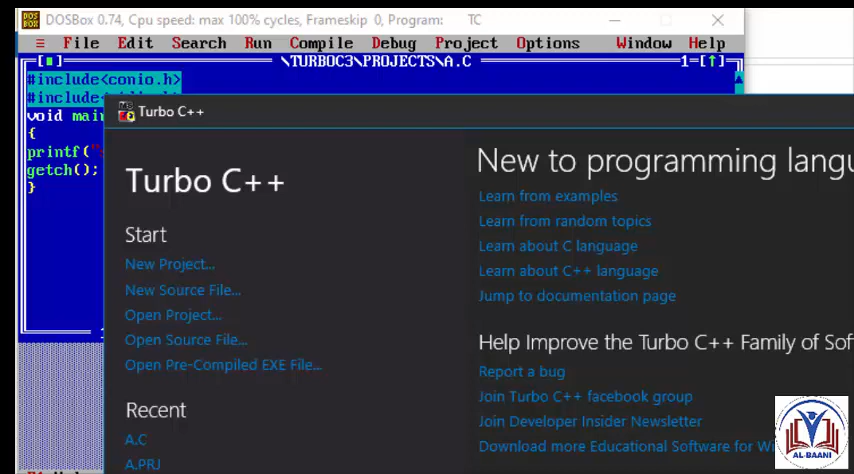 DOSBox 0.74, Cpu speed: max 100% cycles, Frameskip 0, Program: TC
File Edit Search Run Compile Debug Project Options Window Help
\TURBOC3\PROJECTS\A.C 1
#include<conio.h>
#include<
void main
{
printf("
getch();
}
Turbo C++
Turbo C++
Start
New Project...
New Source File...
Open Project...
Open Source File...
Open Pre-Compiled EXE File...
Recent
A.C
A.PRJ
New to programming langu
Learn from examples
Learn from random topics
Learn about C language
Learn about C++ language
Jump to documentation page
Help Improve the Turbo C++ Family of Sof
Report a bug
Join Turbo C++ facebook group
Join Developer Insider Newsletter
Download more Educational Software for Wi
AL-BAANI